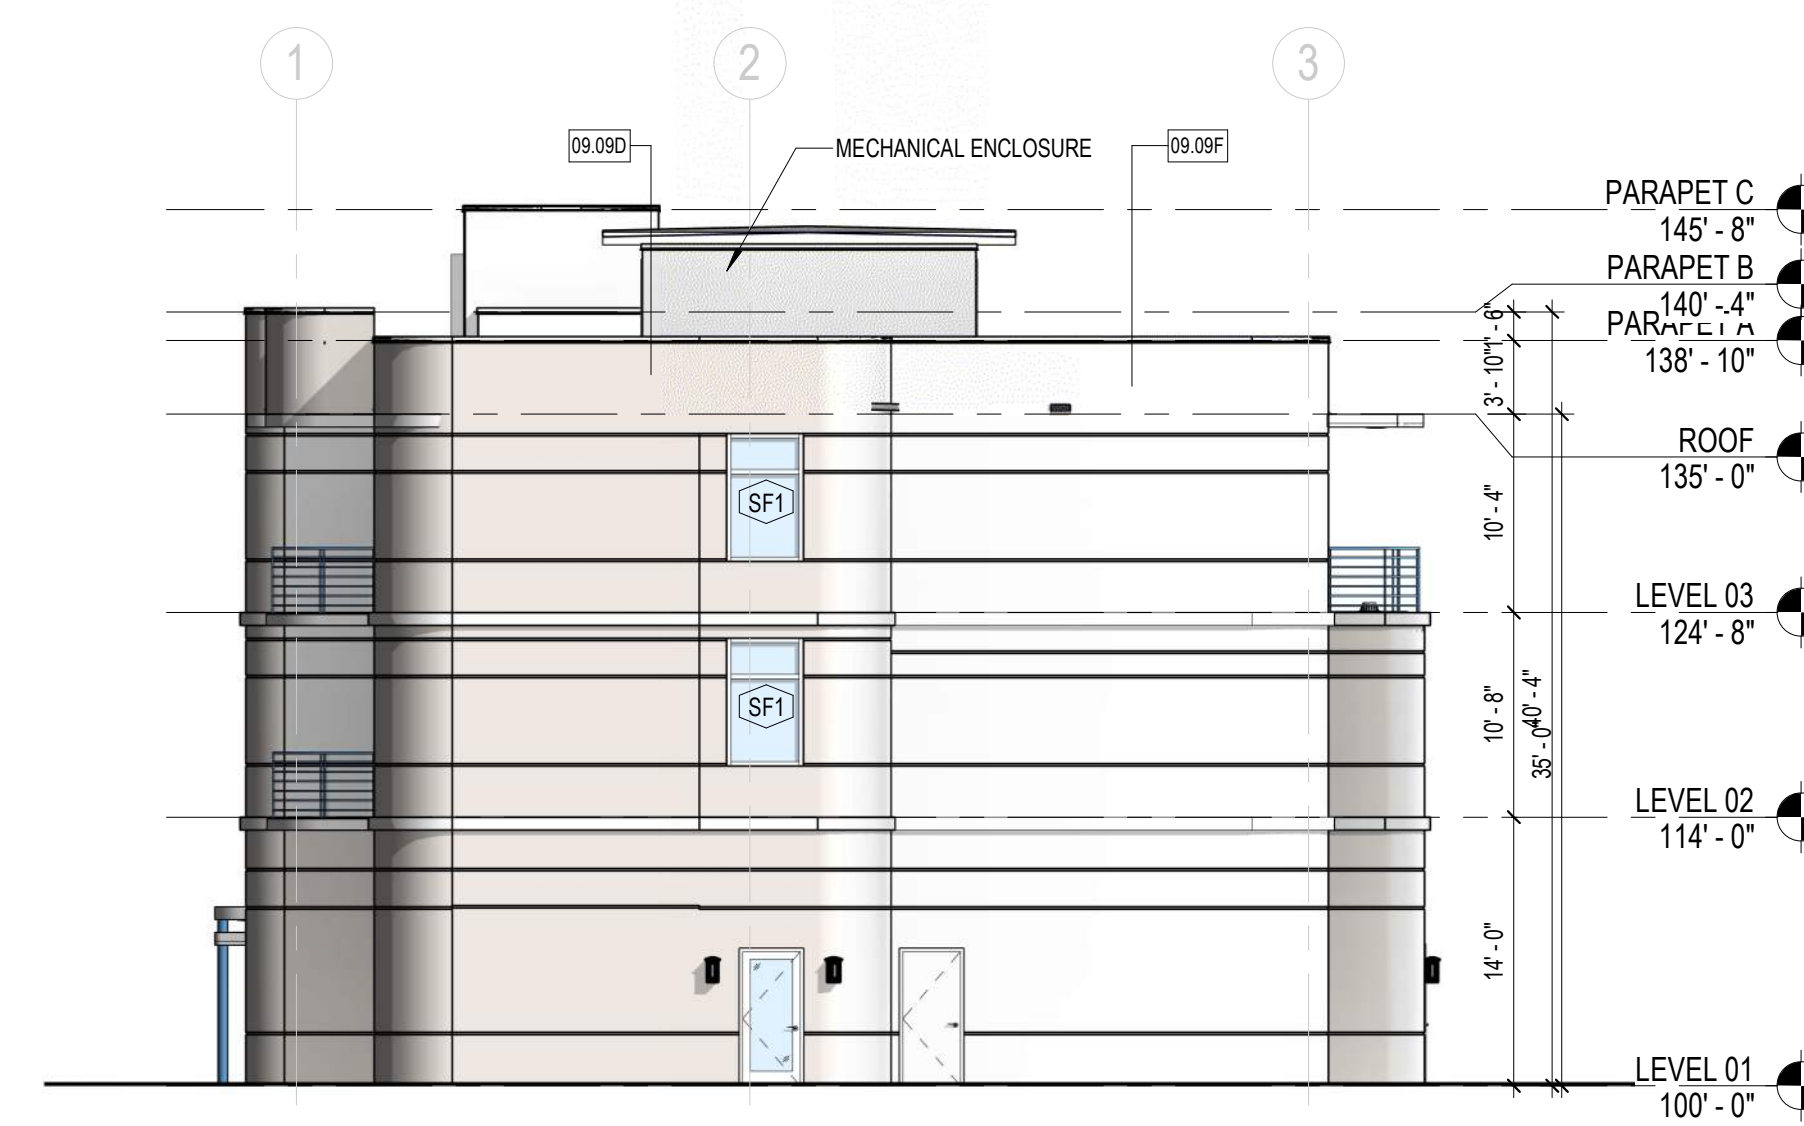 1
2
3
09.09D
MECHANICAL ENCLOSURE
09.09F
PARAPET C
145' - 8"
PARAPET B
140' - 4"
PARAPET A
138' - 10"
1' - 6"
3' - 10"
ROOF
135' - 0"
SF1
10' - 4"
LEVEL 03
124' - 8"
SF1
10' - 8"
40' - 4"
35' - 0"
LEVEL 02
114' - 0"
14' - 0"
LEVEL 01
100' - 0"